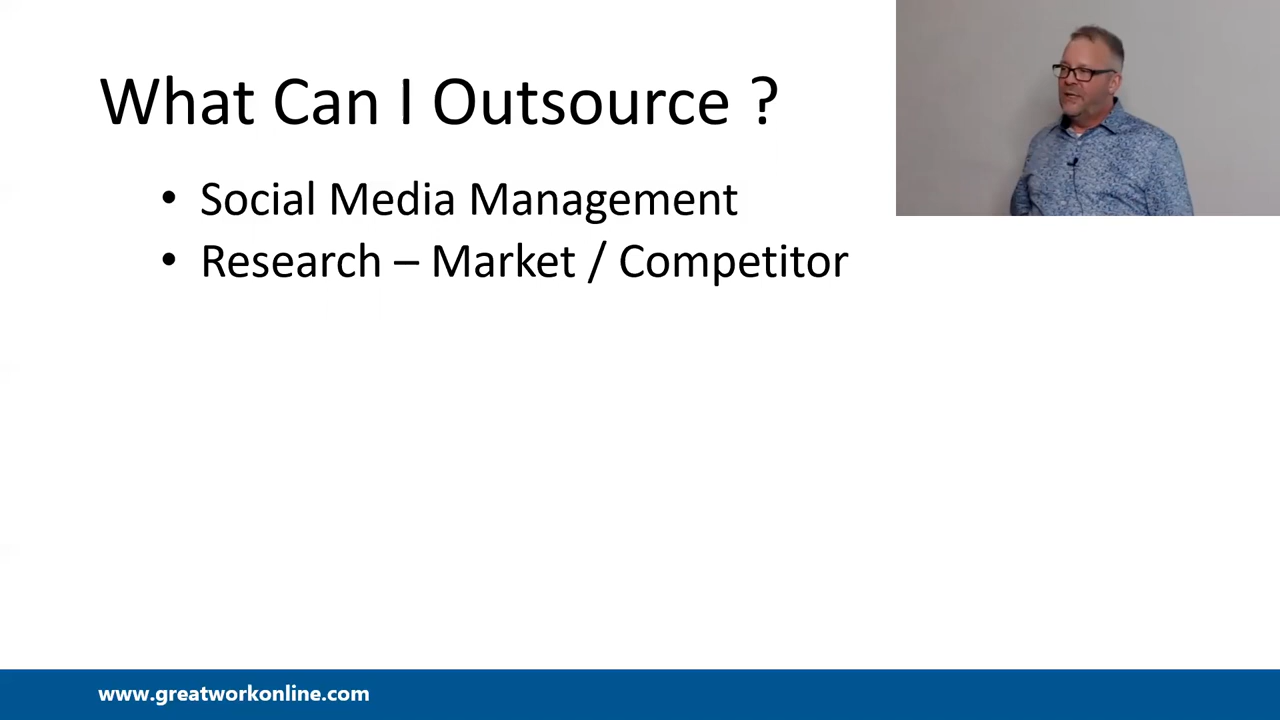 What Can I Outsource ?
• Social Media Management
• Research – Market / Competitor
www.greatworkonline.com